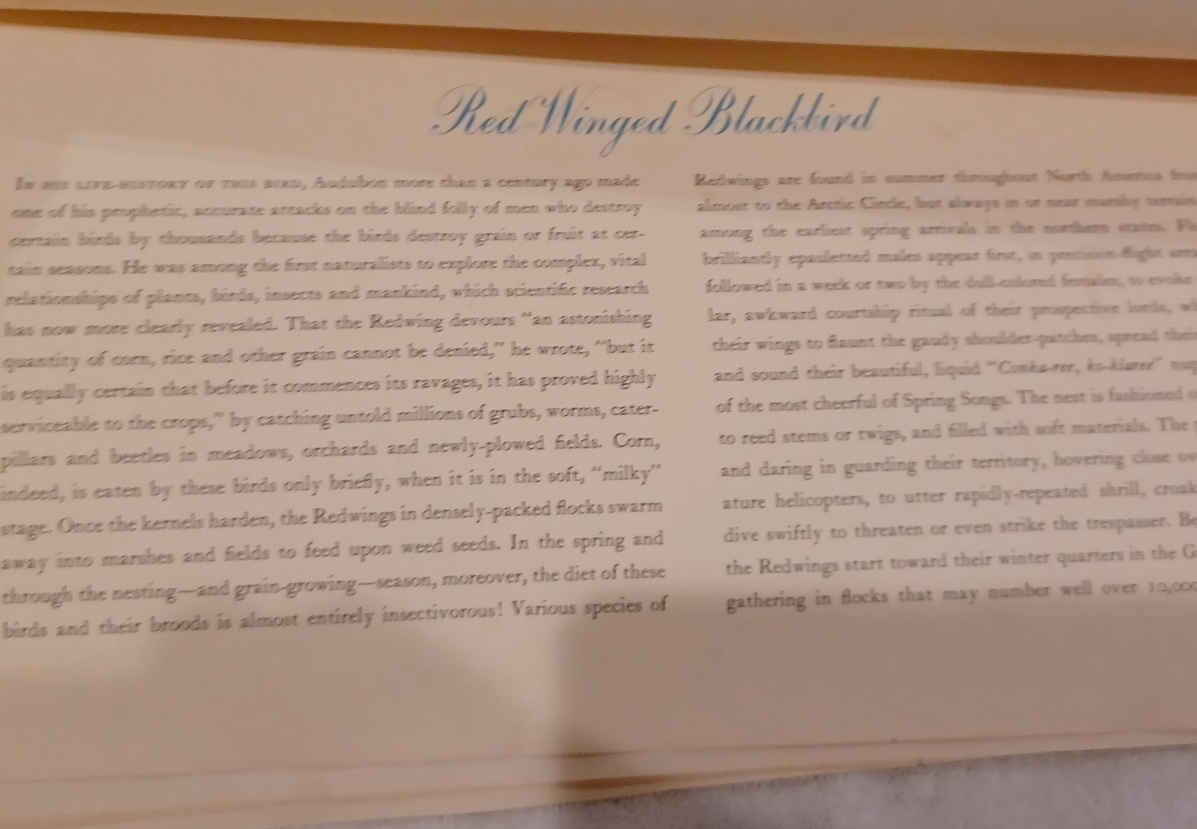 Red Winged Blackbird
IN HIS LIFE-HISTORY OF THIS BIRD, Audubon more than a century ago made
one of his prophetic, accurate attacks on the blind folly of men who destroy
certain birds by thousands because the birds destroy grain or fruit at cer-
tain seasons. He was among the first naturalists to explore the complex, vital
relationships of plants, birds, insects and mankind, which scientific research
has now more clearly revealed. That the Redwing devours “an astonishing
quantity of corn, rice and other grain cannot be denied,” he wrote, “but it
is equally certain that before it commences its ravages, it has proved highly
serviceable to the crops,” by catching untold millions of grubs, worms, cater-
pillars and beetles in meadows, orchards and newly-plowed fields. Corn,
indeed, is eaten by these birds only briefly, when it is in the soft, “milky”
stage. Once the kernels harden, the Redwings in densely-packed flocks swarm
away into marshes and fields to feed upon weed seeds. In the spring and
through the nesting—and grain-growing—season, moreover, the diet of these
birds and their broods is almost entirely insectivorous! Various species of
Redwings are found in summer throughout North America
almost to the Arctic Circle, but always in or near marshy
among the earliest spring arrivals in the northern states.
brilliantly epauletted males appear first, in precision-flight
followed in a week or two by the dull-colored females, to evoke
lar, awkward courtship ritual of their prospective lords,
their wings to flaunt the gaudy shoulder-patches, spread their
and sound their beautiful, liquid
of the most cheerful of Spring Songs. The nest is fashioned
to reed stems or twigs, and filled with soft materials. The
and daring in guarding their territory, hovering close
ature helicopters, to utter rapidly-repeated shrill,
dive swiftly to threaten or even strike the trespasser.
the Redwings start toward their winter quarters in the
gathering in flocks that may number well over 10,000